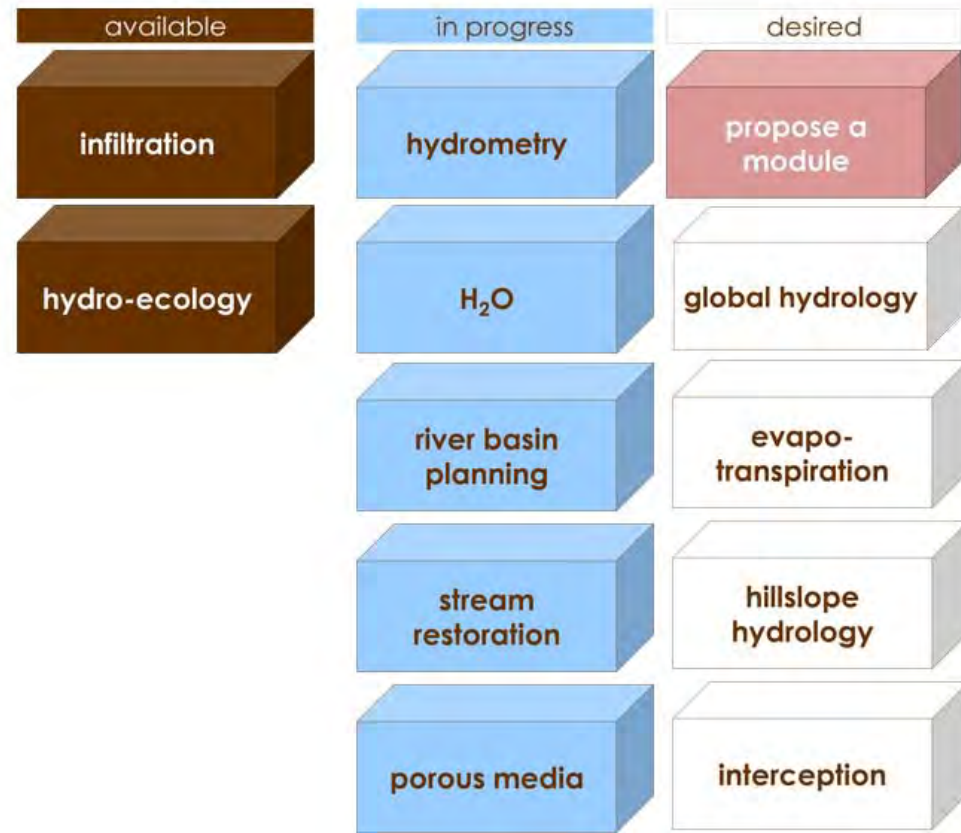 available
in progress
desired
infiltration
hydrometry
propose a
module
hydro-ecology
H₂O
global hydrology
river basin
planning
evapo-
transpiration
stream
restoration
hillslope
hydrology
porous media
interception